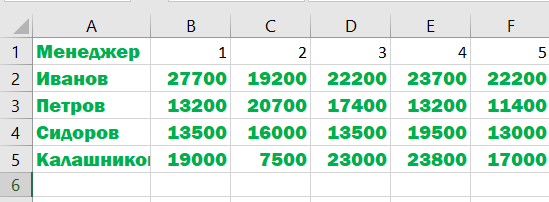 A B C D E F
1 Менеджер 1 2 3 4 5
2 Иванов 27700 19200 22200 23700 22200
3 Петров 13200 20700 17400 13200 11400
4 Сидоров 13500 16000 13500 19500 13000
5 Калашников 19000 7500 23000 23800 17000
6